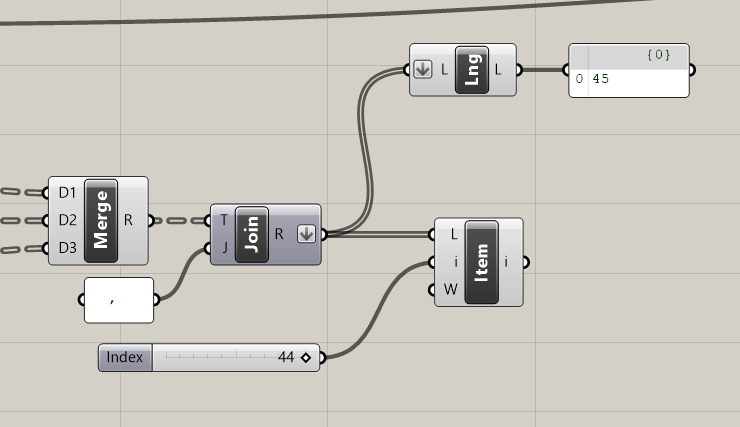 L Lng L
{0}
0 45
D1
D2
D3
Merge
R
T
J
Join
R
,
L
i
W
Item
i
Index 44